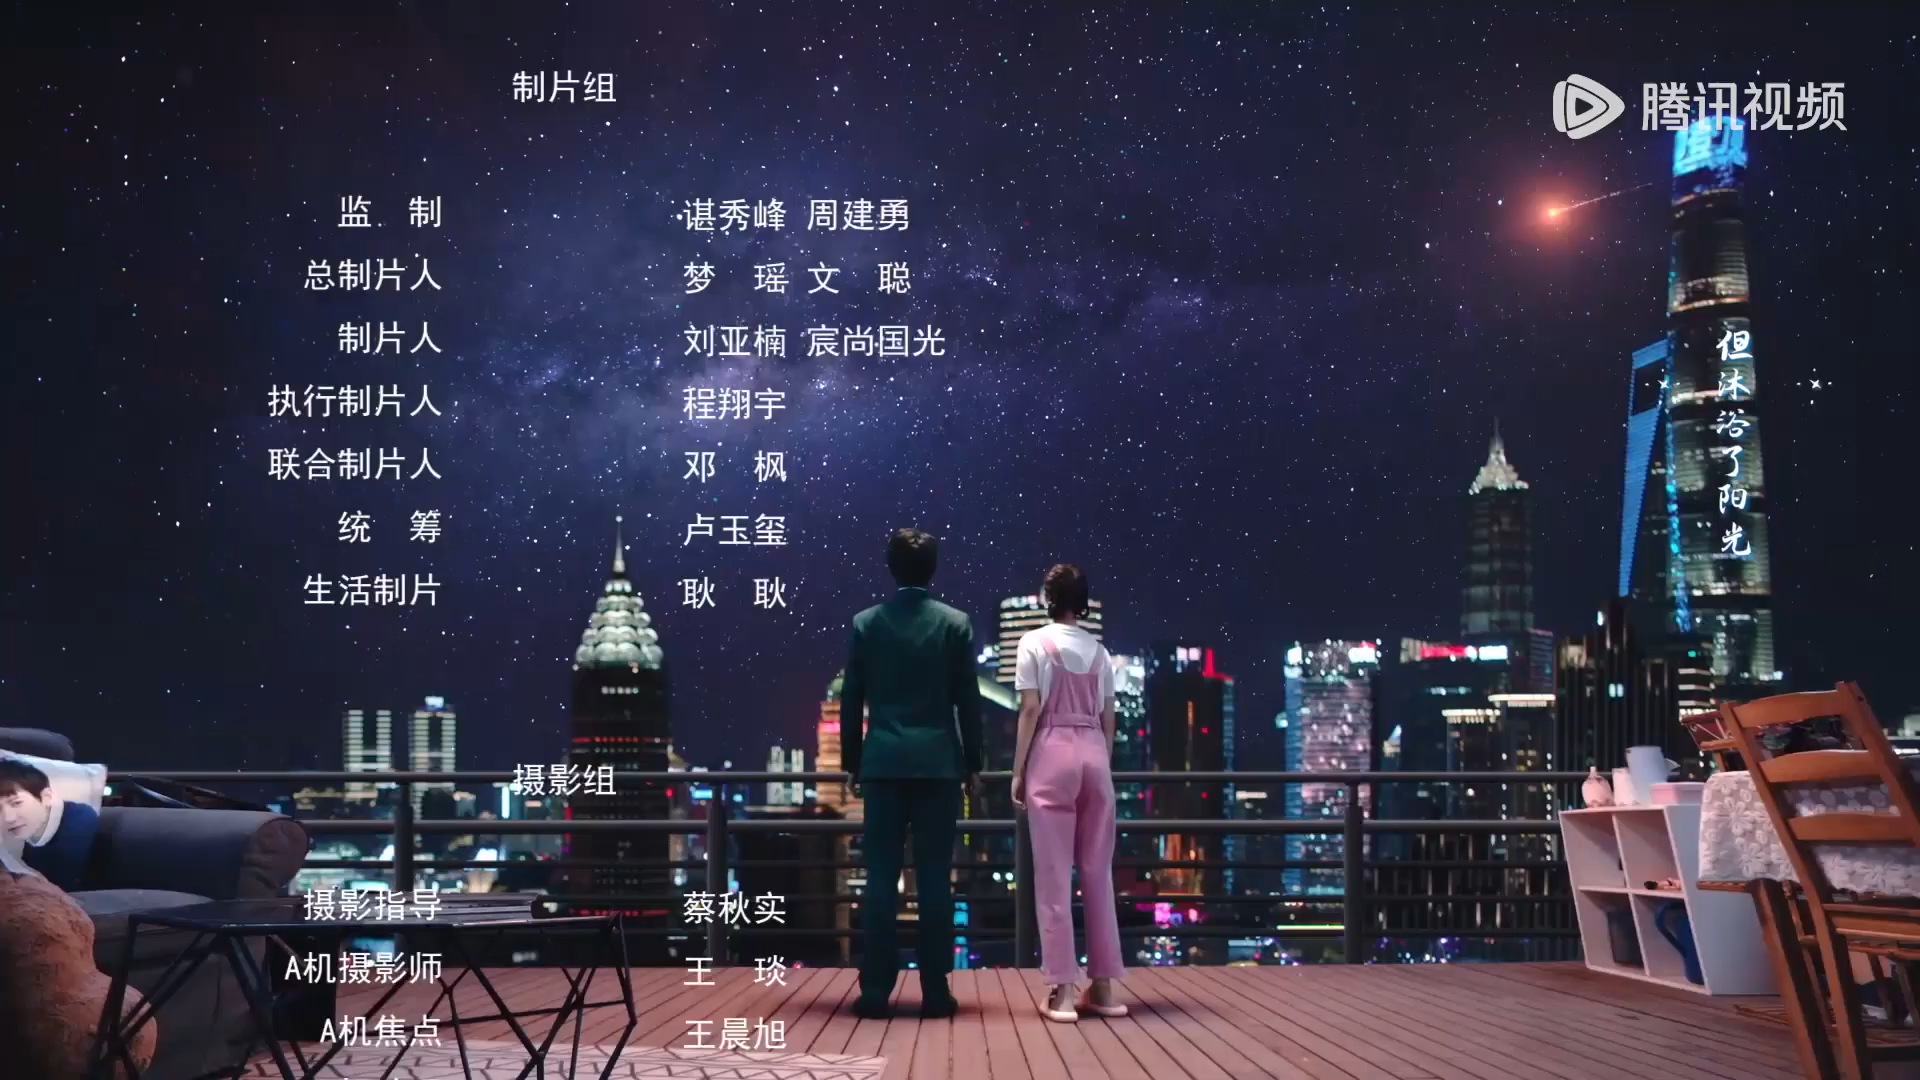 制片组
腾讯视频
监 制 谌秀峰 周建勇
总制片人 梦 瑶 文 聪
制片人 刘亚楠 宸尚国光
执行制片人 程翔宇
联合制片人 邓 枫
统 筹 卢玉玺
生活制片 耿 耿
但沐浴了阳光
摄影组
摄影指导 蔡秋实
A机摄影师 王 琰
A机焦点 王晨旭